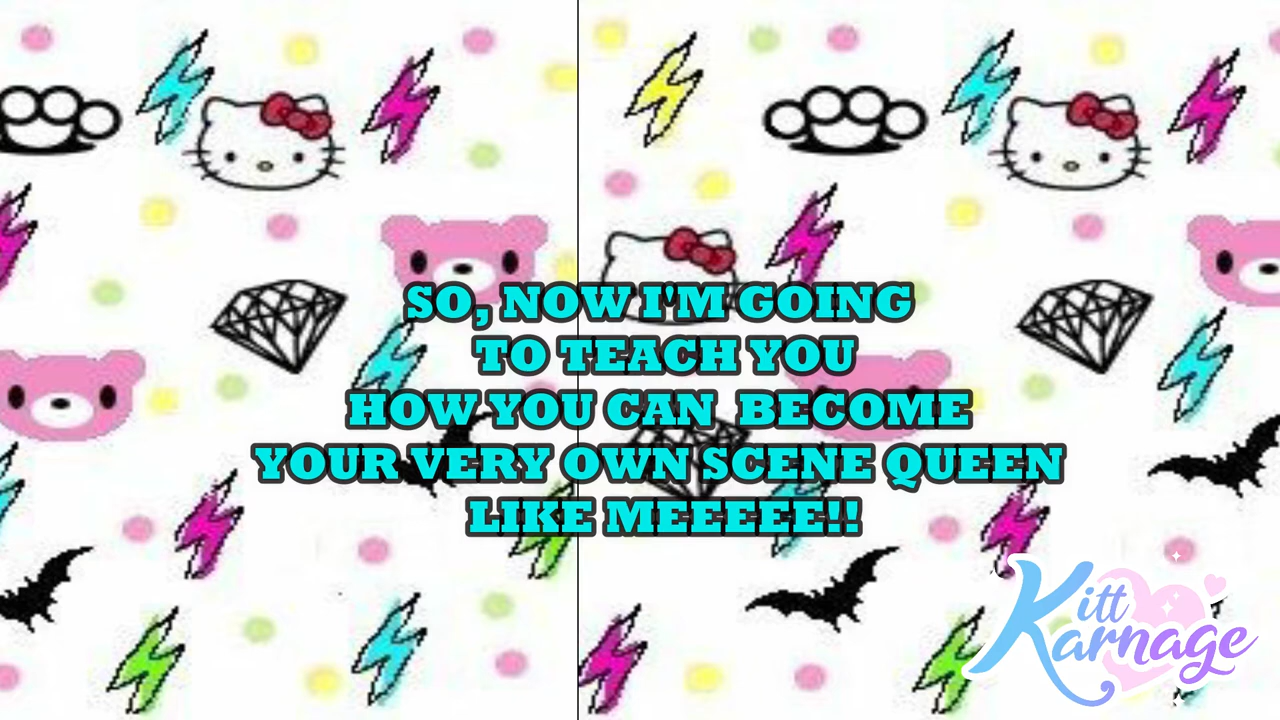 SO, NOW I'M GOING
TO TEACH YOU
HOW YOU CAN BECOME
YOUR VERY OWN SCENE QUEEN
LIKE MEEEEE!!
Kitt
Karnage